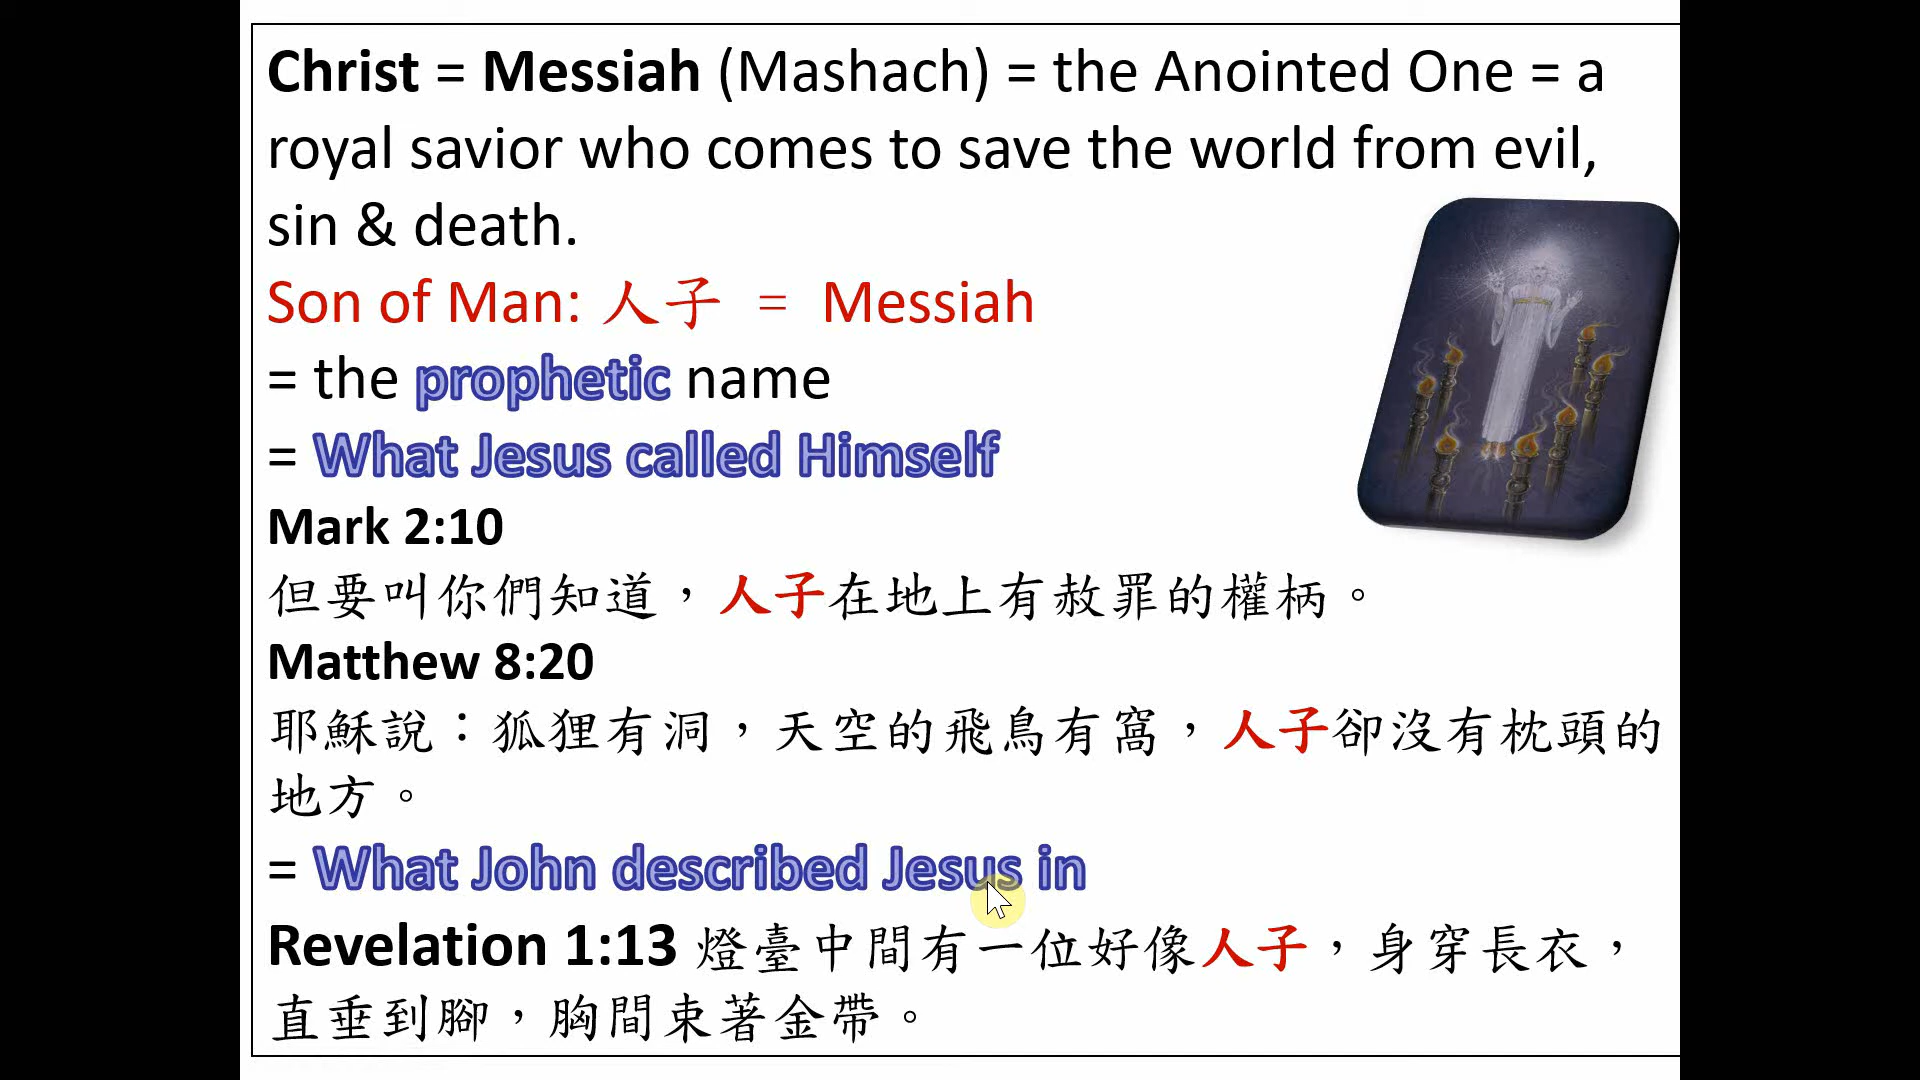 Christ = Messiah (Mashach) = the Anointed One = a
royal savior who comes to save the world from evil,
sin & death.
Son of Man: 人子 = Messiah
= the prophetic name
= What Jesus called Himself
Mark 2:10
但要叫你們知道，人子在地上有赦罪的權柄。
Matthew 8:20
耶穌說：狐狸有洞，天空的飛鳥有窩，人子卻沒有枕頭的
地方。
= What John described Jesus in
Revelation 1:13 燈臺中間有一位好像人子，身穿長衣，
直垂到腳，胸間束著金帶。